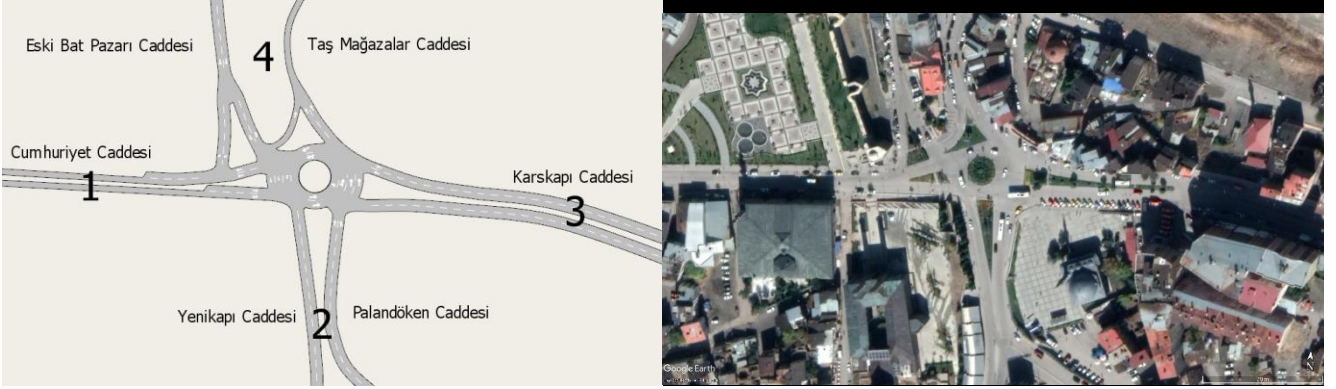 Eski Bat Pazarı Caddesi
4
Taş Mağazalar Caddesi
Cumhuriyet Caddesi
1
Karskapı Caddesi
3
Yenikapı Caddesi
2
Palandöken Caddesi
Google Earth
N